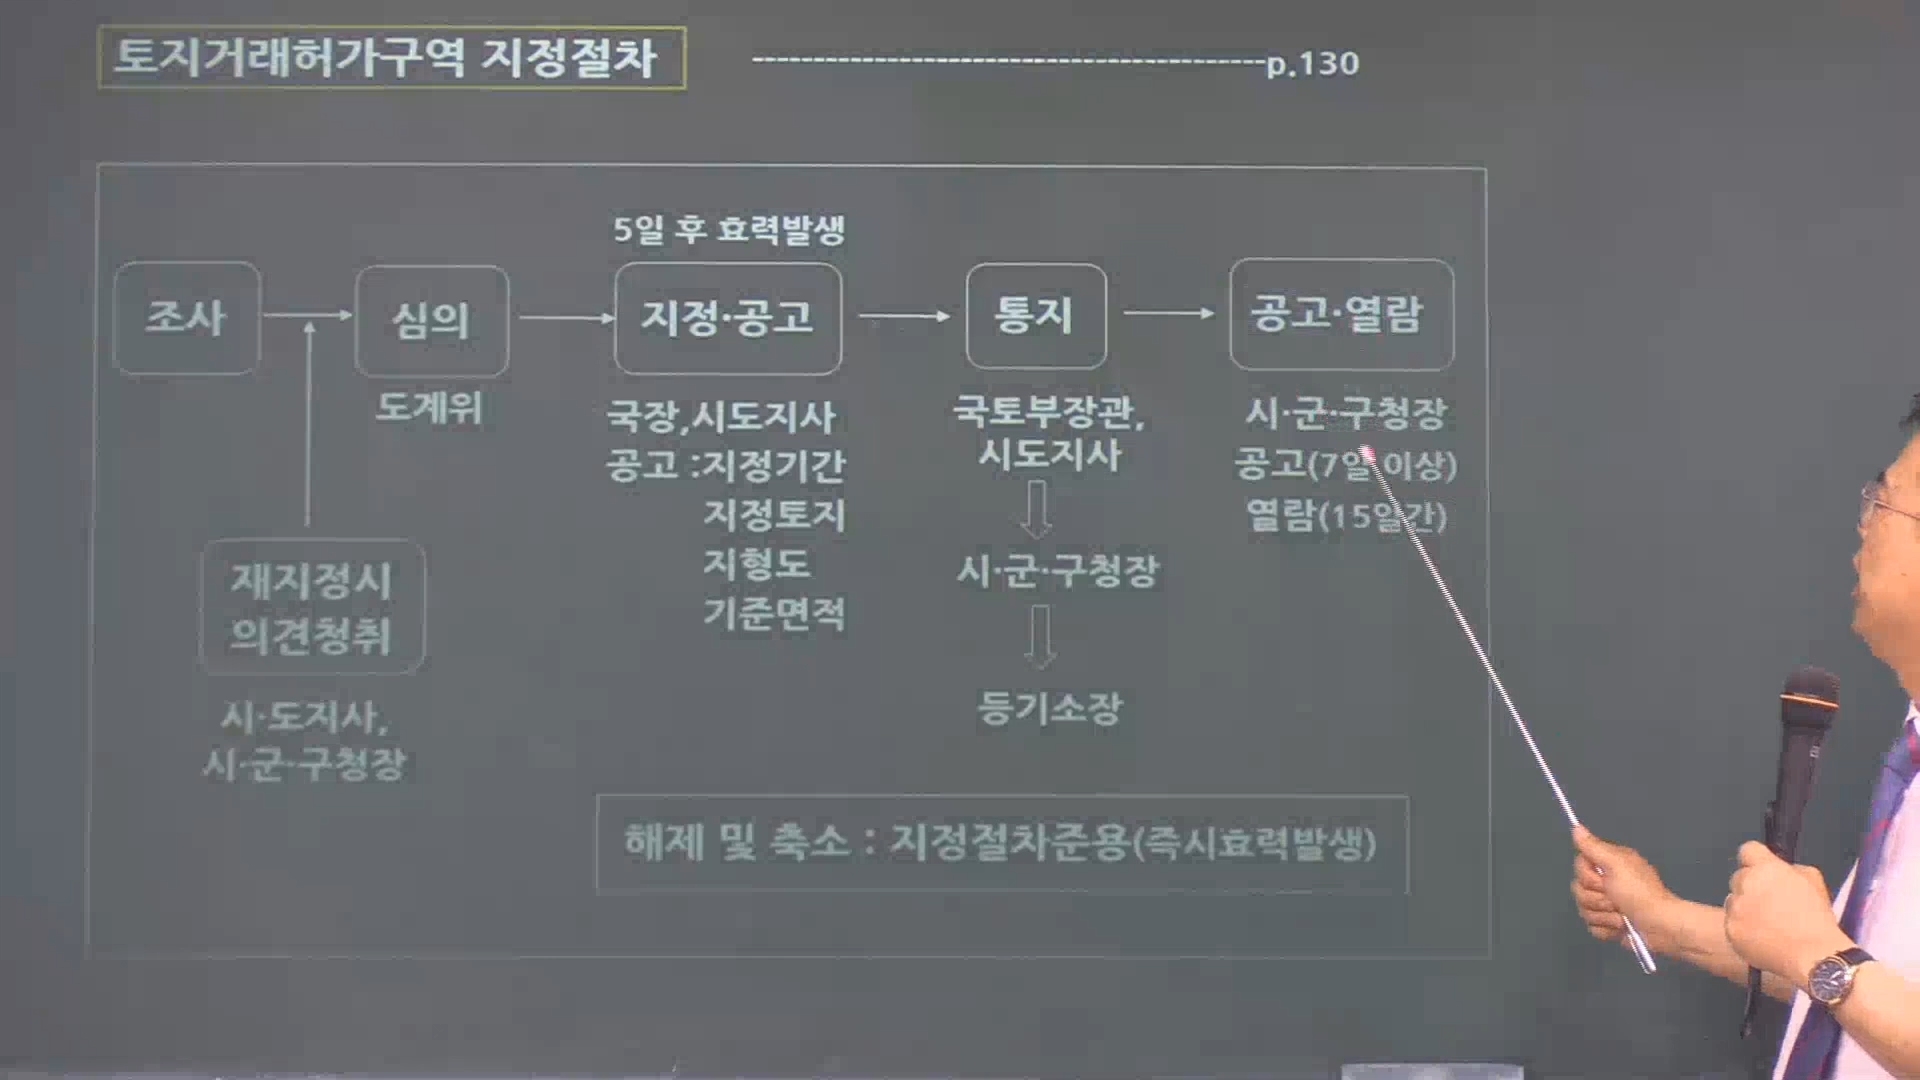 토지거래허가구역 지정절차 --------------------------------------------p.130
5일 후 효력발생
조사
심의
지정·공고
통지
공고·열람
도계위
국장,시도지사
공고 :지정기간
지정토지
지형도
기준면적
국토부장관,
시도지사
시·군·구청장
등기소장
시·군·구청장
공고(7일 이상)
열람(15일간)
재지정시
의견청취
시·도지사,
시·군·구청장
해제 및 축소 : 지정절차준용(즉시효력발생)